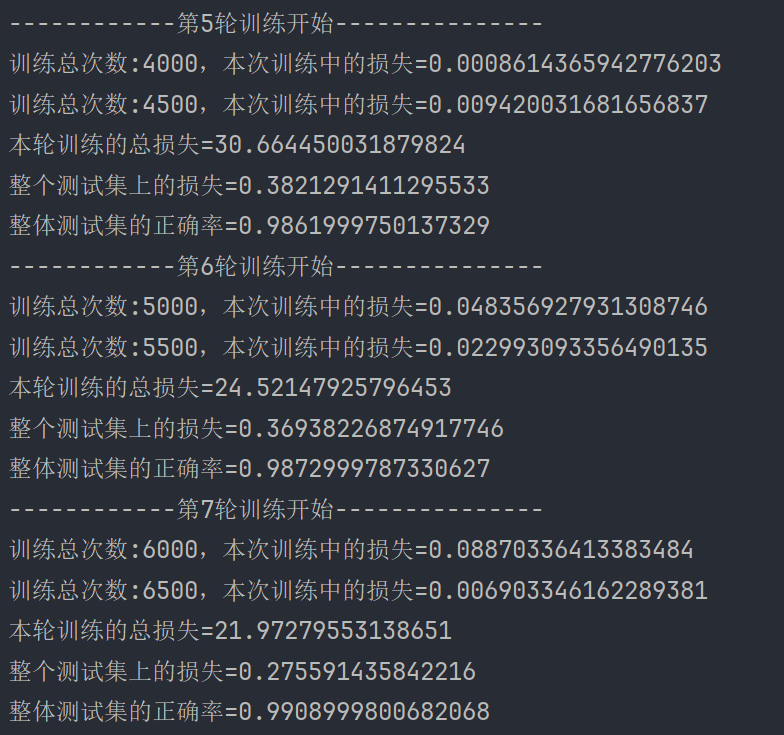 ------------第5轮训练开始---------------
训练总次数:4000，本次训练中的损失=0.0008614365942776203
训练总次数:4500，本次训练中的损失=0.009420031681656837
本轮训练的总损失=30.664450031879824
整个测试集上的损失=0.3821291411295533
整体测试集的正确率=0.9861999750137329
------------第6轮训练开始---------------
训练总次数:5000，本次训练中的损失=0.048356927931308746
训练总次数:5500，本次训练中的损失=0.022993093356490135
本轮训练的总损失=24.52147925796453
整个测试集上的损失=0.36938226874917746
整体测试集的正确率=0.9872999787330627
------------第7轮训练开始---------------
训练总次数:6000，本次训练中的损失=0.08870336413383484
训练总次数:6500，本次训练中的损失=0.006903346162289381
本轮训练的总损失=21.97279553138651
整个测试集上的损失=0.275591435842216
整体测试集的正确率=0.9908999800682068